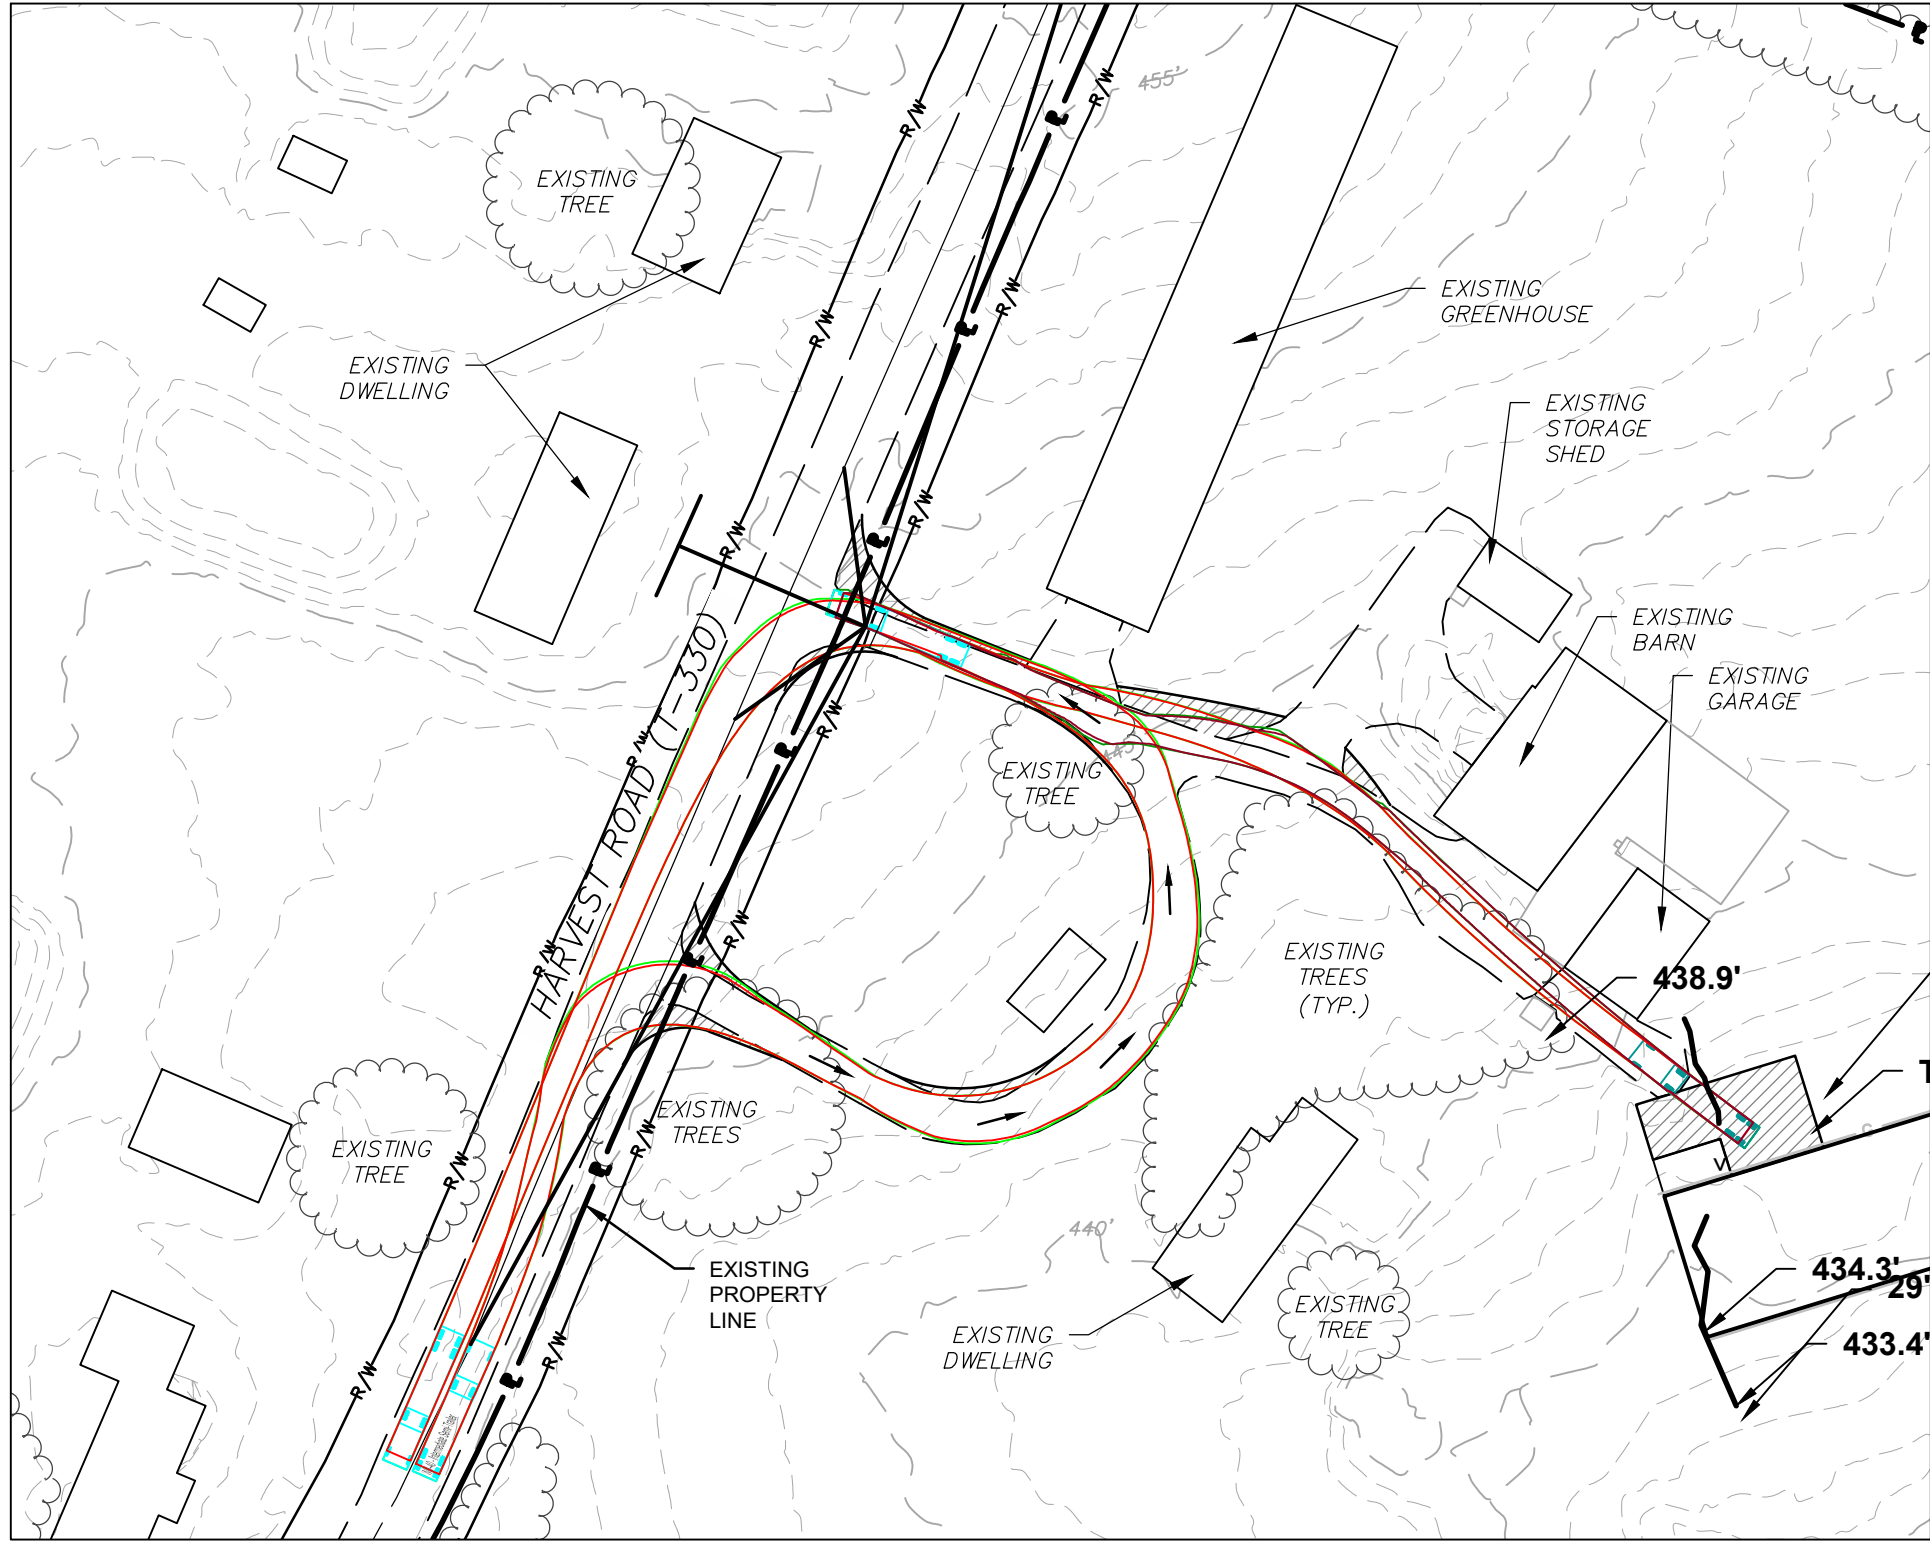 R/W
R/W
455'
EXISTING
TREE
EXISTING
GREENHOUSE
R/W
R/W
EXISTING
DWELLING
EXISTING
STORAGE
SHED
R/W
R/W
EXISTING
BARN
EXISTING
GARAGE
HARVEST ROAD (T-330)
R/W
R/W
445'
EXISTING
TREE
R/W
R/W
EXISTING
TREES
(TYP.)
438.9'
T
EXISTING
TREES
EXISTING
TREE
R/W
R/W
V
440'
EXISTING
PROPERTY
LINE
434.3'
29'
433.4'
EXISTING
TREE
EXISTING
DWELLING
R/W
R/W